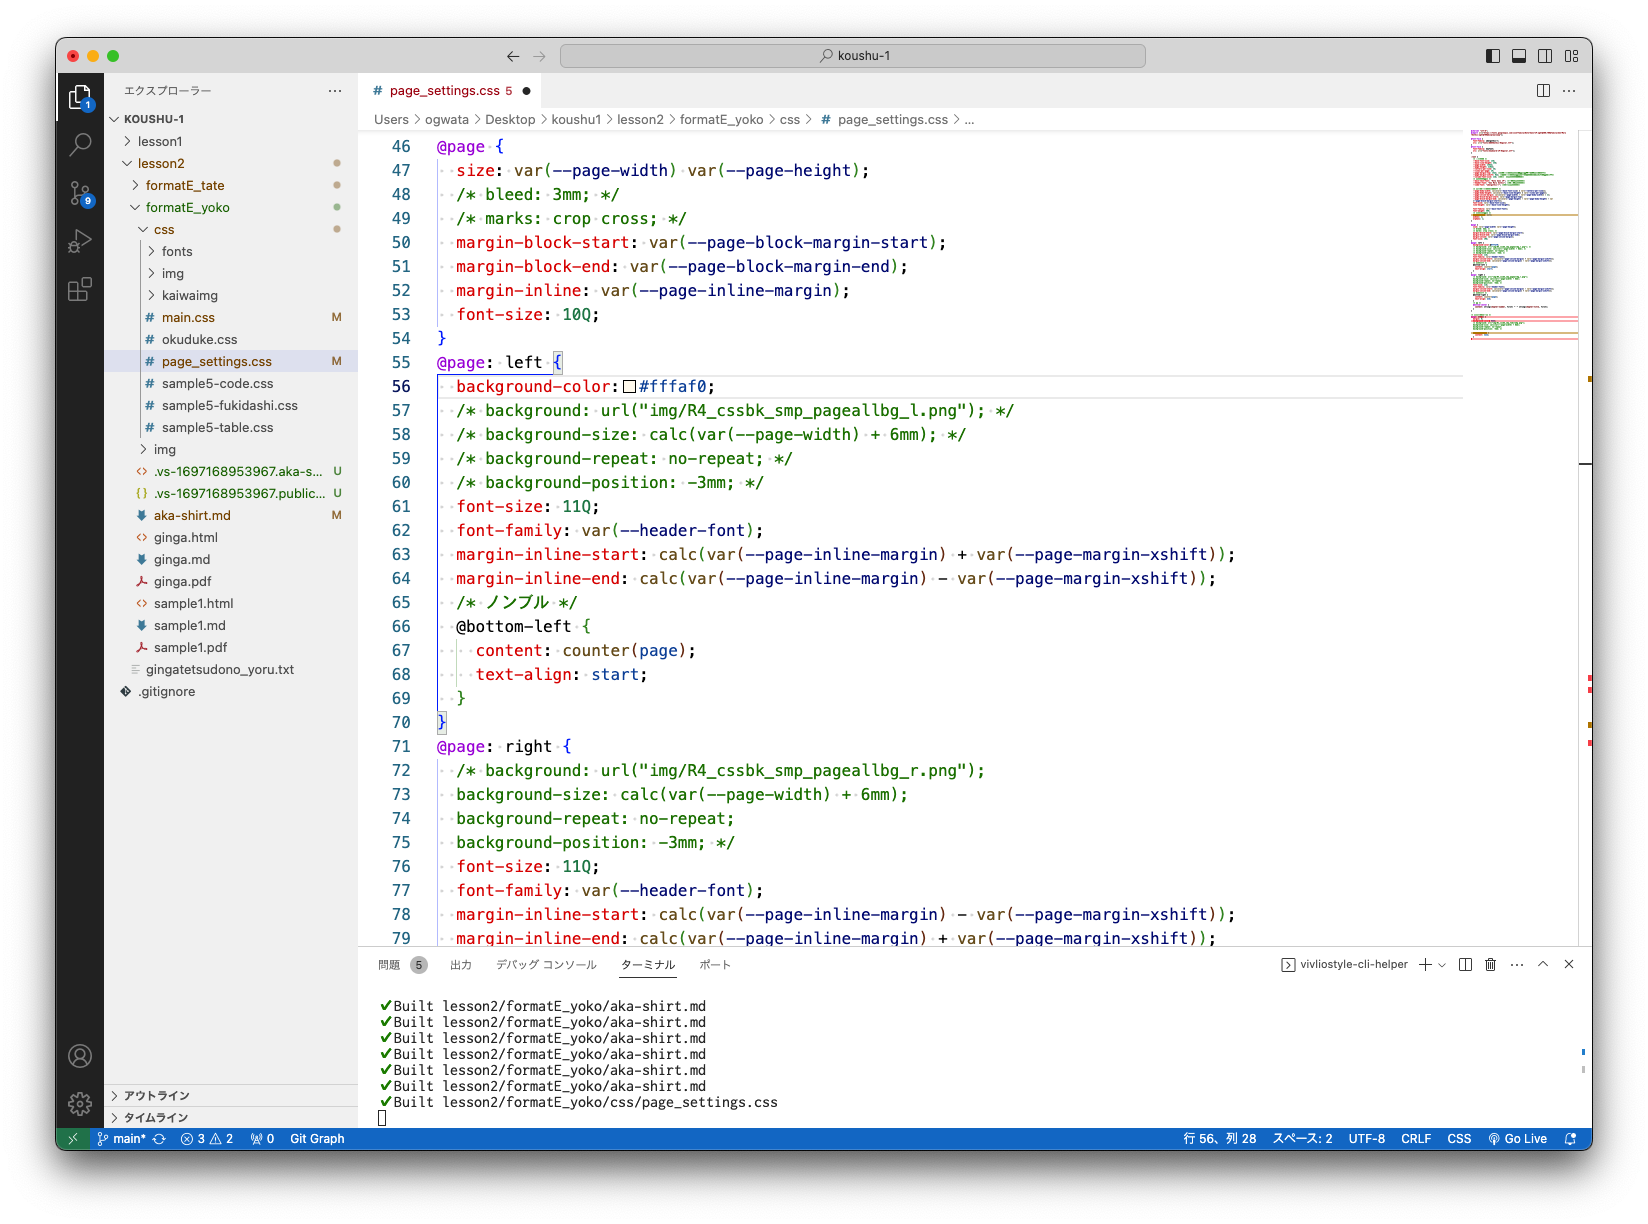 koushu-1
エクスプローラー
KOUSHU-1
lesson1
lesson2
formatE_tate
formatE_yoko
css
fonts
img
kaiwaimg
main.css M
okuduke.css
page_settings.css M
sample5-code.css
sample5-fukidashi.css
sample5-table.css
img
.vs-1697168953967.aka-s... U
.vs-1697168953967.public... U
aka-shirt.md M
ginga.html
ginga.md
ginga.pdf
sample1.html
sample1.md
sample1.pdf
gingatetsudono_yoru.txt
.gitignore
アウトライン
タイムライン
1
9
# page_settings.css 5
Users > ogwata > Desktop > koushu1 > lesson2 > formatE_yoko > css > # page_settings.css > ...
46 @page {
47 size: var(--page-width) var(--page-height);
48 /* bleed: 3mm; */
49 /* marks: crop cross; */
50 margin-block-start: var(--page-block-margin-start);
51 margin-block-end: var(--page-block-margin-end);
52 margin-inline: var(--page-inline-margin);
53 font-size: 10Q;
54 }
55 @page: left {
56 background-color: #fffaf0;
57 /* background: url("img/R4_cssbk_smp_pageallbg_l.png"); */
58 /* background-size: calc(var(--page-width) + 6mm); */
59 /* background-repeat: no-repeat; */
60 /* background-position: -3mm; */
61 font-size: 11Q;
62 font-family: var(--header-font);
63 margin-inline-start: calc(var(--page-inline-margin) + var(--page-margin-xshift));
64 margin-inline-end: calc(var(--page-inline-margin) - var(--page-margin-xshift));
65 /* ノンブル */
66 @bottom-left {
67 content: counter(page);
68 text-align: start;
69 }
70 }
71 @page: right {
72 /* background: url("img/R4_cssbk_smp_pageallbg_r.png");
73 background-size: calc(var(--page-width) + 6mm);
74 background-repeat: no-repeat;
75 background-position: -3mm; */
76 font-size: 11Q;
77 font-family: var(--header-font);
78 margin-inline-start: calc(var(--page-inline-margin) - var(--page-margin-xshift));
79 margin-inline-end: calc(var(--page-inline-margin) + var(--page-margin-xshift));
問題 5 出力 デバッグ コンソール ターミナル ポート vivliostyle-cli-helper
✔Built lesson2/formatE_yoko/aka-shirt.md
✔Built lesson2/formatE_yoko/aka-shirt.md
✔Built lesson2/formatE_yoko/aka-shirt.md
✔Built lesson2/formatE_yoko/aka-shirt.md
✔Built lesson2/formatE_yoko/aka-shirt.md
✔Built lesson2/formatE_yoko/aka-shirt.md
✔Built lesson2/formatE_yoko/css/page_settings.css
main* 3 2 0 Git Graph 行 56、列 28 スペース: 2 UTF-8 CRLF CSS Go Live